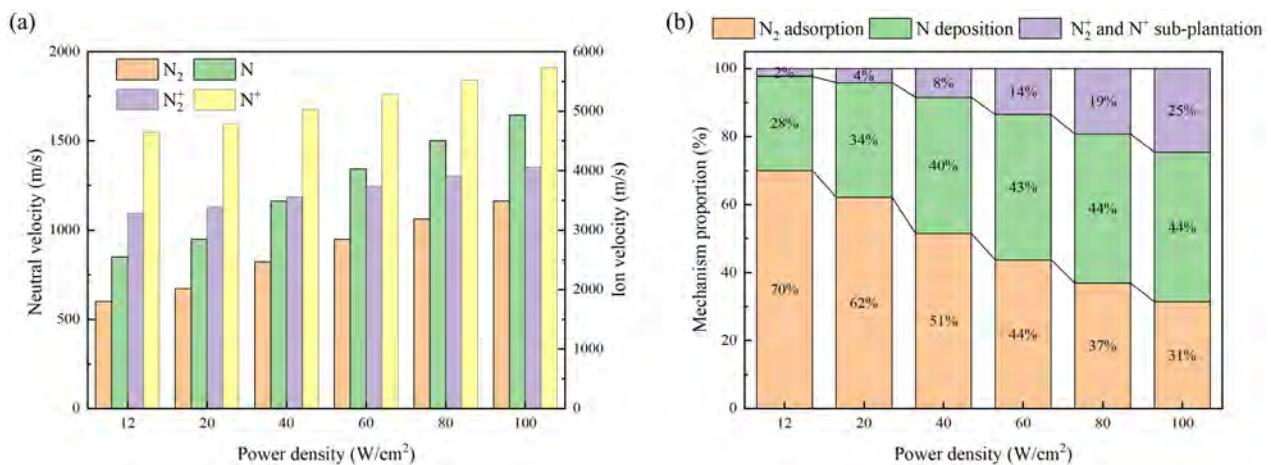 (a)
N₂
N
N₂⁺
N⁺
2000
1500
1000
500
0
Neutral velocity (m/s)
6000
5000
4000
3000
2000
1000
0
Ion velocity (m/s)
12 20 40 60 80 100
Power density (W/cm²)
(b)
N₂ adsorption N deposition N₂⁺ and N⁺ sub-plantation
100
80
60
40
20
0
Mechanism proportion (%)
2% 4% 8% 14% 19% 25%
28% 34% 40% 43% 44% 44%
70% 62% 51% 44% 37% 31%
12 20 40 60 80 100
Power density (W/cm²)